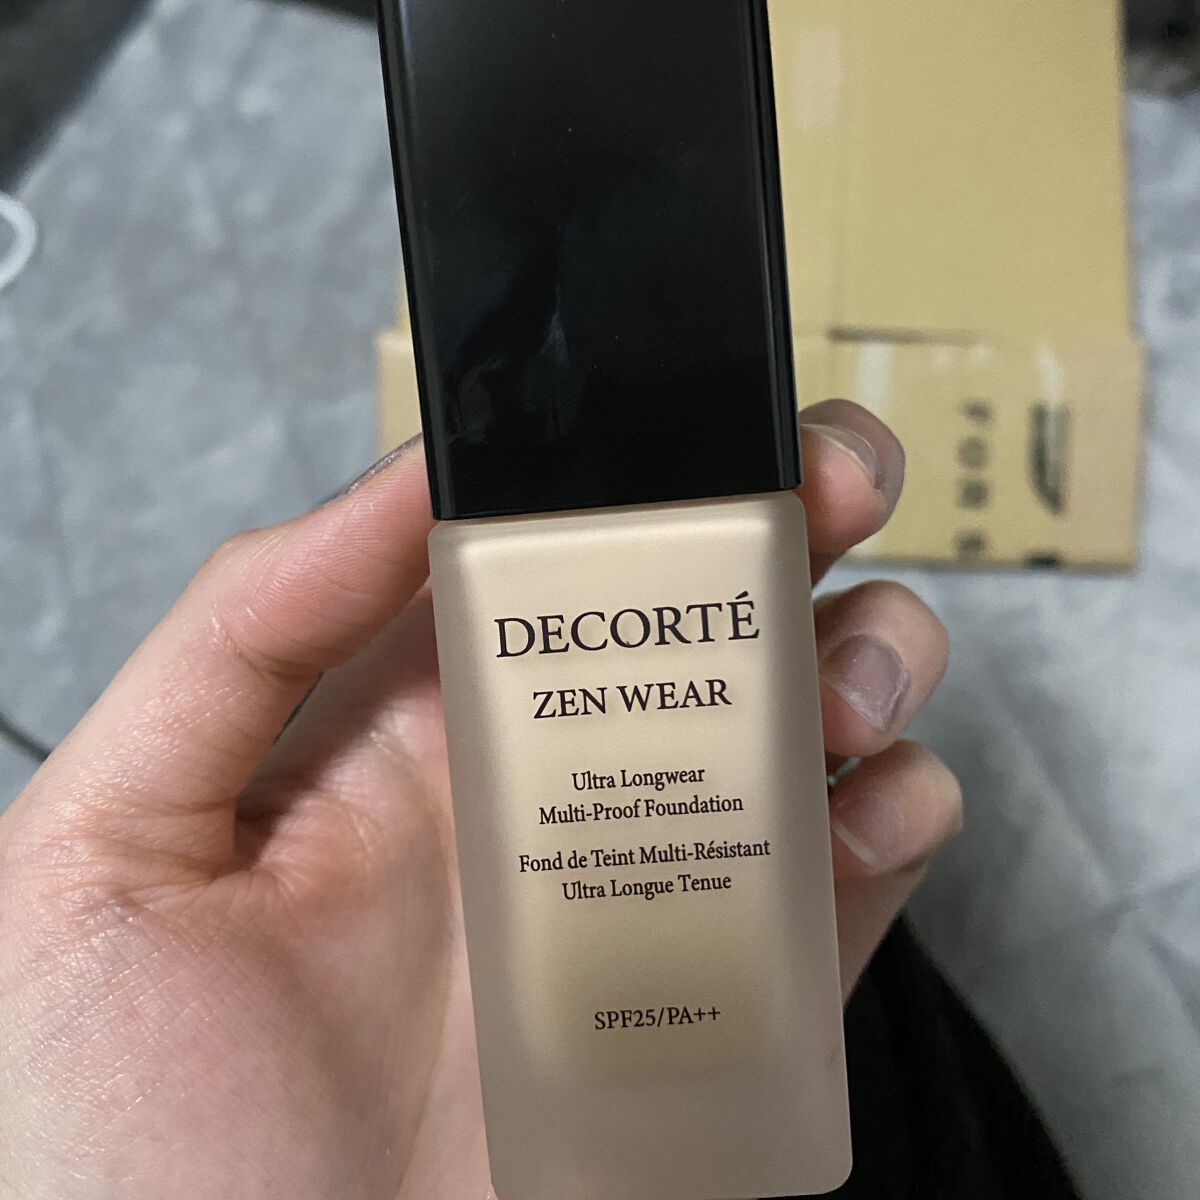 DECORTÉ
ZEN WEAR
Ultra Longwear
Multi-Proof Foundation
Fond de Teint Multi-Résistant
Ultra Longue Tenue
SPF25/PA++